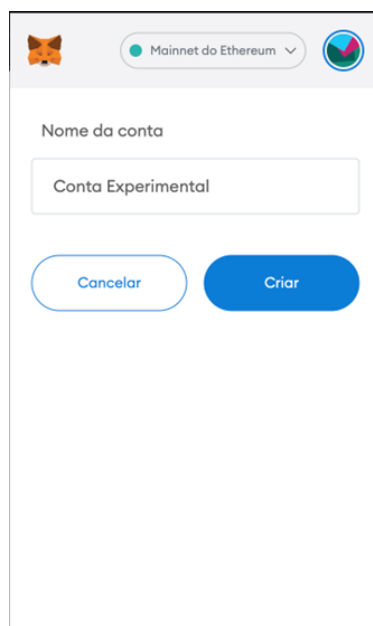 Mainnet do Ethereum
Nome da conta
Conta Experimental
Cancelar
Criar